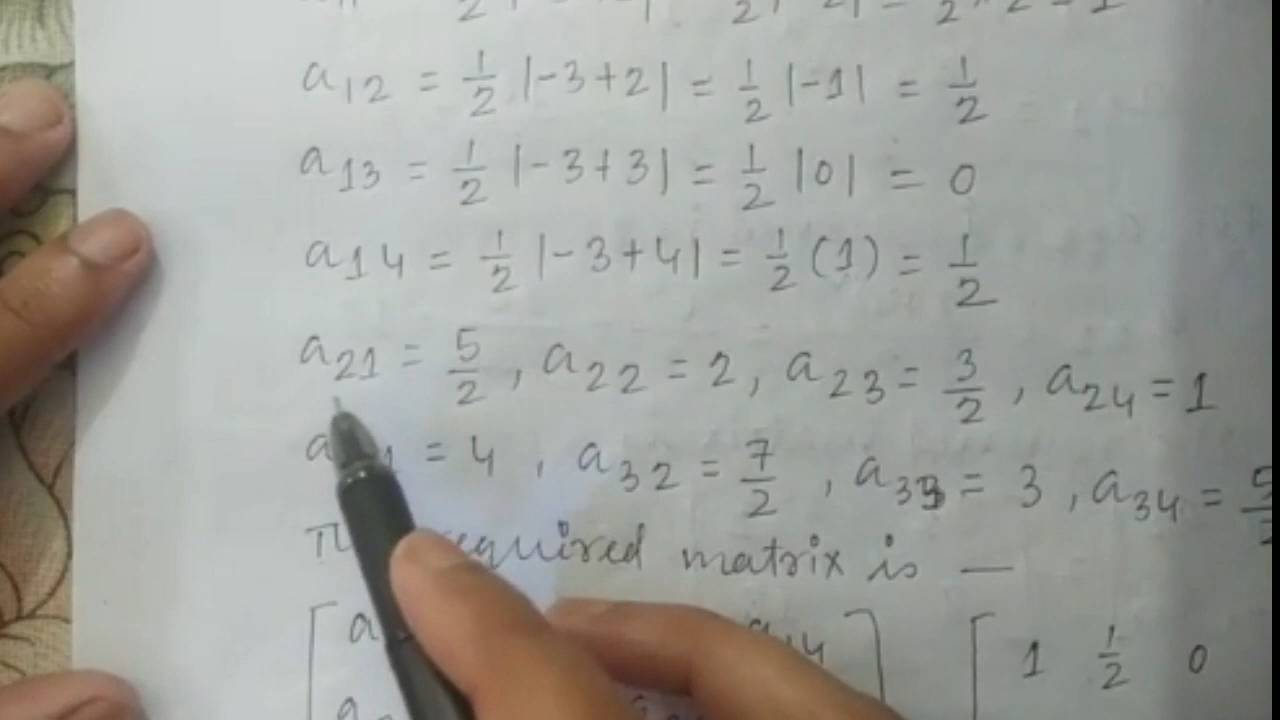 a₁₂ = 1/2 |-3+2| = 1/2 |-1| = 1/2
a₁₃ = 1/2 |-3+3| = 1/2 |0| = 0
a₁₄ = 1/2 |-3+4| = 1/2 (1) = 1/2
a₂₁ = 5/2 , a₂₂ = 2, a₂₃ = 3/2 , a₂₄ = 1
= 4 , a₃₂ = 7/2 , a₃₃ = 3 , a₃₄ =
required matrix is —
[ 1 1/2 0